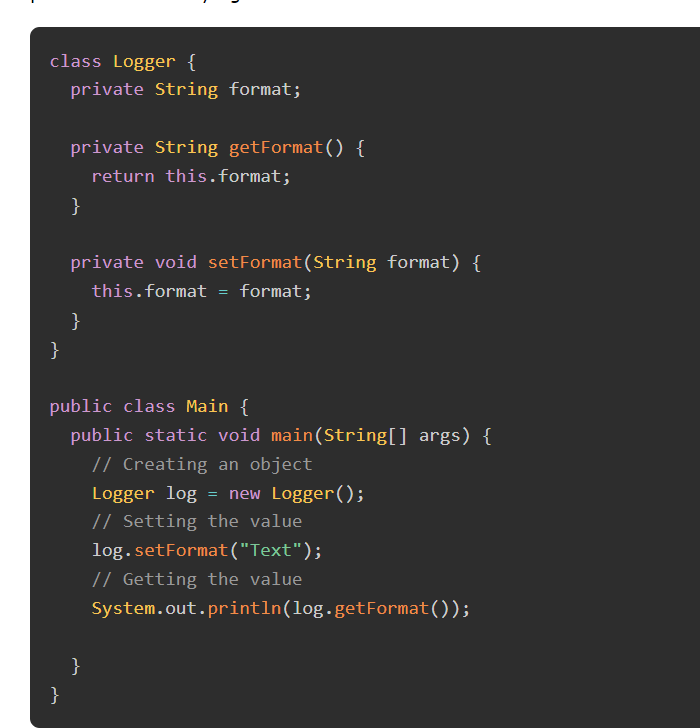 class Logger {
  private String format;

  private String getFormat() {
    return this.format;
  }

  private void setFormat(String format) {
    this.format = format;
  }
}

public class Main {
  public static void main(String[] args) {
    // Creating an object
    Logger log = new Logger();
    // Setting the value
    log.setFormat("Text");
    // Getting the value
    System.out.println(log.getFormat());

  }
}